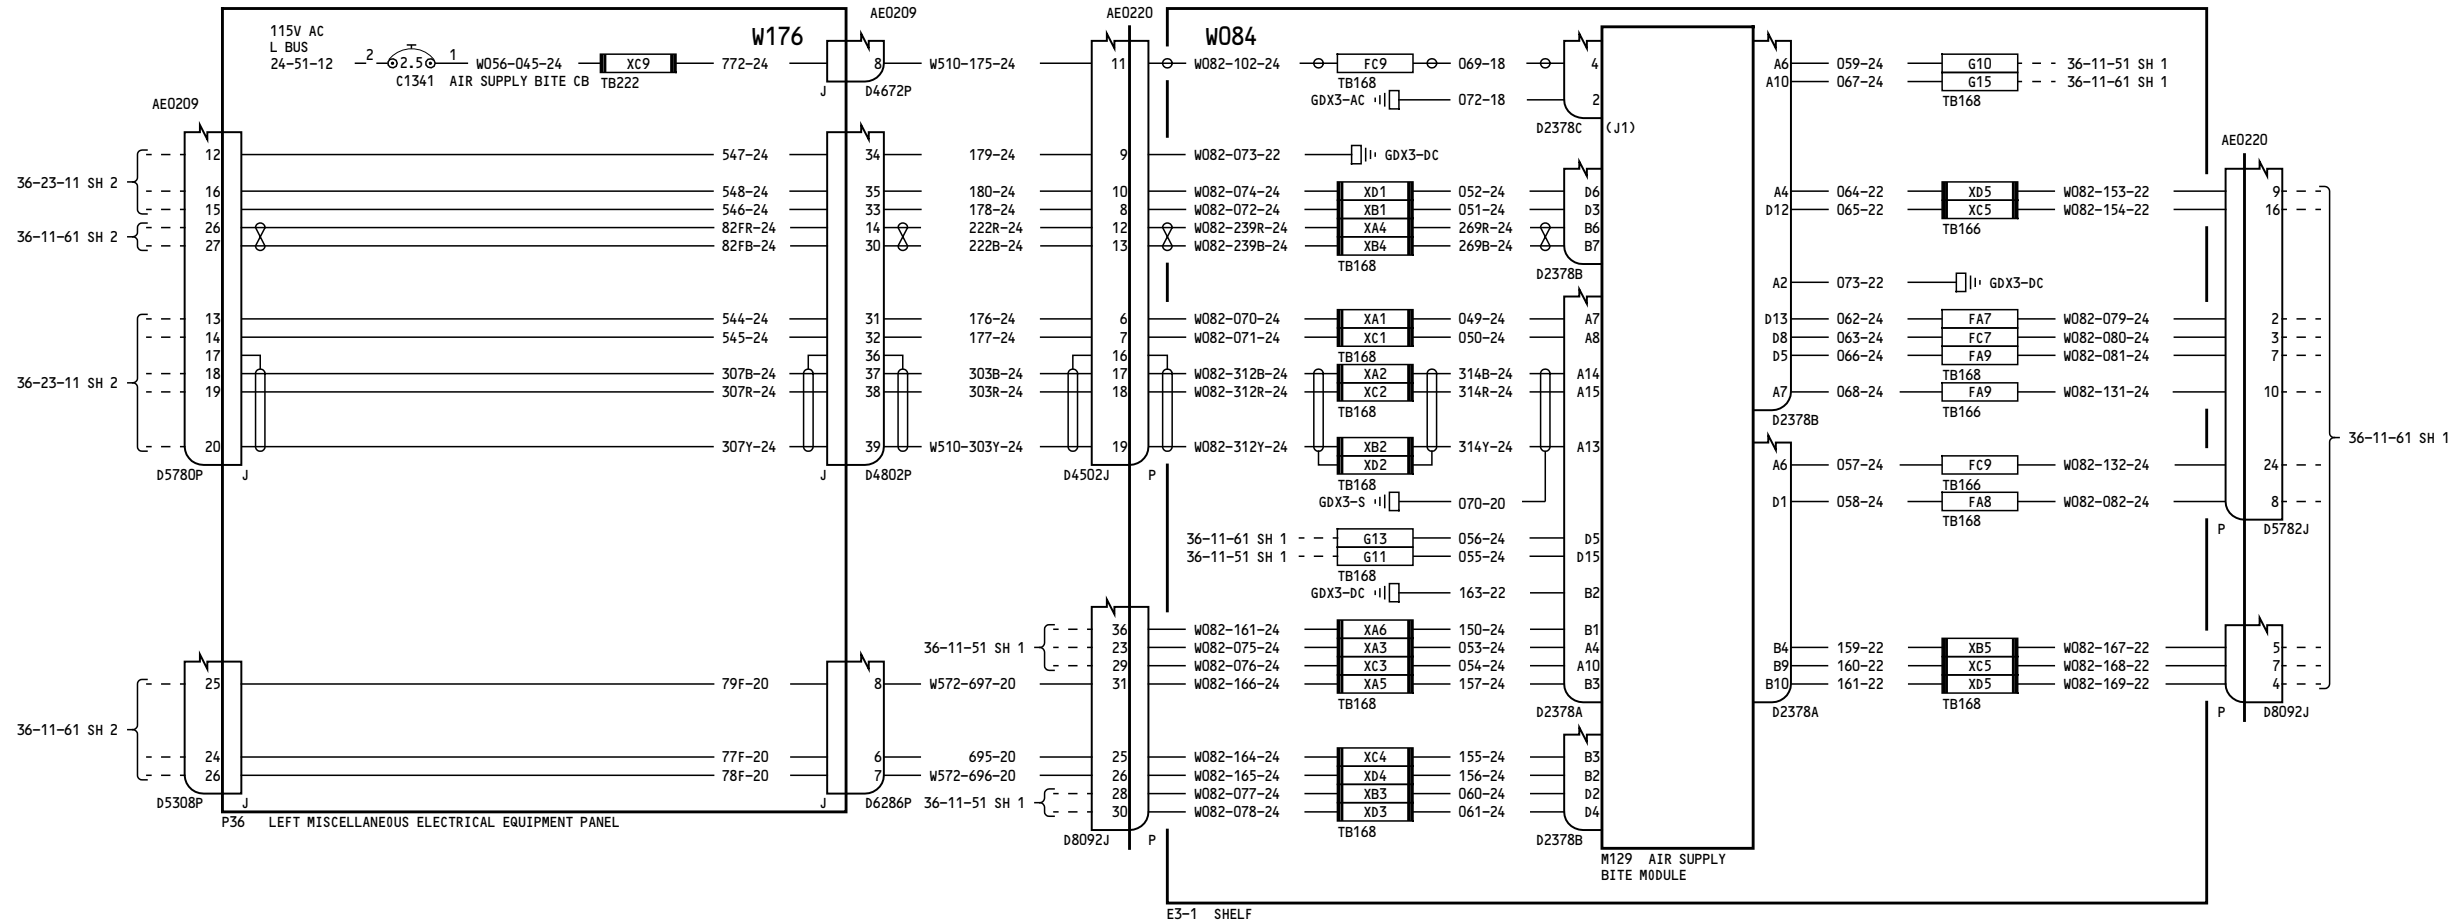 AE0209 AE0220
115V AC
L BUS
24-51-12 2 2.5 1 W056-045-24 XC9 772-24 8 W510-175-24 11 W082-102-24 FC9 069-18 4 A6 059-24 G10 36-11-51 SH 1
W176 W084
C1341 AIR SUPPLY BITE CB TB222 J D4672P TB168 A10 067-24 G15 36-11-61 SH 1
AE0209 GDX3-AC 072-18 2 TB168
D2378C (J1)
AE0220
12 547-24 34 179-24 9 W082-073-22 GDX3-DC
36-23-11 SH 2
16 548-24 35 180-24 10 W082-074-24 XD1 052-24 D6 A4 064-22 XD5 W082-153-22 9
15 546-24 33 178-24 8 W082-072-24 XB1 051-24 D3 D12 065-22 XC5 W082-154-22 16
26 82FR-24 14 222R-24 12 W082-239R-24 XA4 269R-24 B6 TB166
36-11-61 SH 2
27 82FB-24 30 222B-24 13 W082-239B-24 XB4 269B-24 B7
TB168 D2378B
A2 073-22 GDX3-DC
13 544-24 31 176-24 6 W082-070-24 XA1 049-24 A7 D13 062-24 FA7 W082-079-24 2
14 545-24 32 177-24 7 W082-071-24 XC1 050-24 A8 D8 063-24 FC7 W082-080-24 3
17 36 16 TB168 D5 066-24 FA9 W082-081-24 7
18 307B-24 37 303B-24 17 W082-312B-24 XA2 314B-24 A14 TB168
36-23-11 SH 2
19 307R-24 38 303R-24 18 W082-312R-24 XC2 314R-24 A15 A7 068-24 FA9 W082-131-24 10
TB168 D2378B TB166
36-11-61 SH 1
20 307Y-24 39 W510-303Y-24 19 W082-312Y-24 XB2 314Y-24 A13
XD2 A6 057-24 FC9 W082-132-24 24
D5780P J J D4802P D4502J P TB168 TB166
GDX3-S 070-20 D1 058-24 FA8 W082-082-24 8
TB168 P D5782J
36-11-61 SH 1 G13 056-24 D5
36-11-51 SH 1 G11 055-24 D15
TB168
GDX3-DC 163-22 B2
36 W082-161-24 XA6 150-24 B1
36-11-51 SH 1 23 W082-075-24 XA3 053-24 A4 B4 159-22 XB5 W082-167-22 5
29 W082-076-24 XC3 054-24 A10 B9 160-22 XC5 W082-168-22 7
25 79F-20 8 W572-697-20 31 W082-166-24 XA5 157-24 B3 B10 161-22 XD5 W082-169-22 4
TB168 D2378A D2378A TB168 P D8092J
36-11-61 SH 2
24 77F-20 6 695-20 25 W082-164-24 XC4 155-24 B3
26 78F-20 7 W572-696-20 26 W082-165-24 XD4 156-24 B2
28 W082-077-24 XB3 060-24 D2
D5308P J J D6286P 36-11-51 SH 1 30 W082-078-24 XD3 061-24 D4
P36 LEFT MISCELLANEOUS ELECTRICAL EQUIPMENT PANEL
D8092J P TB168 D2378B
M129 AIR SUPPLY
BITE MODULE
E3-1 SHELF